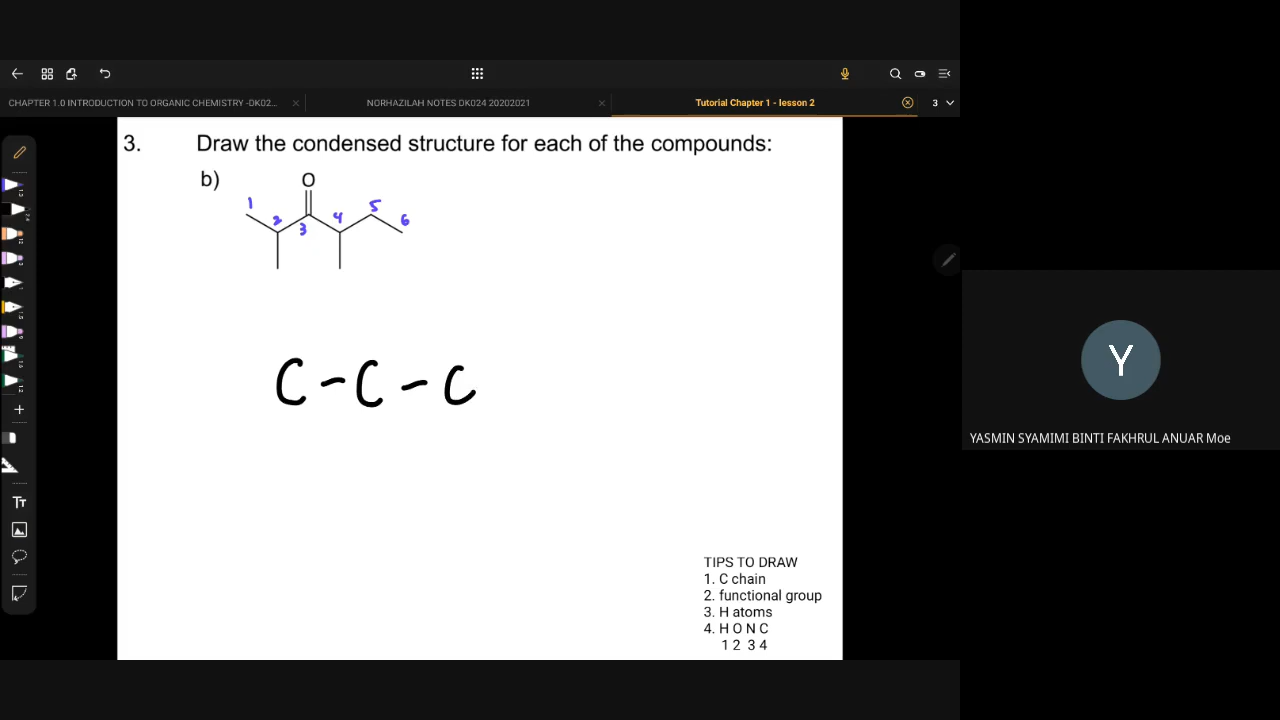 CHAPTER 1.0 INTRODUCTION TO ORGANIC CHEMISTRY -DK02...
NORHAZILAH NOTES DK024 20202021
Tutorial Chapter 1 - lesson 2
3
3. Draw the condensed structure for each of the compounds:
b)
O
1 2 3 4 5 6
C - C - C
TIPS TO DRAW
1. C chain
2. functional group
3. H atoms
4. H O N C
1 2 3 4
Tt
Y
YASMIN SYAMIMI BINTI FAKHRUL ANUAR Moe